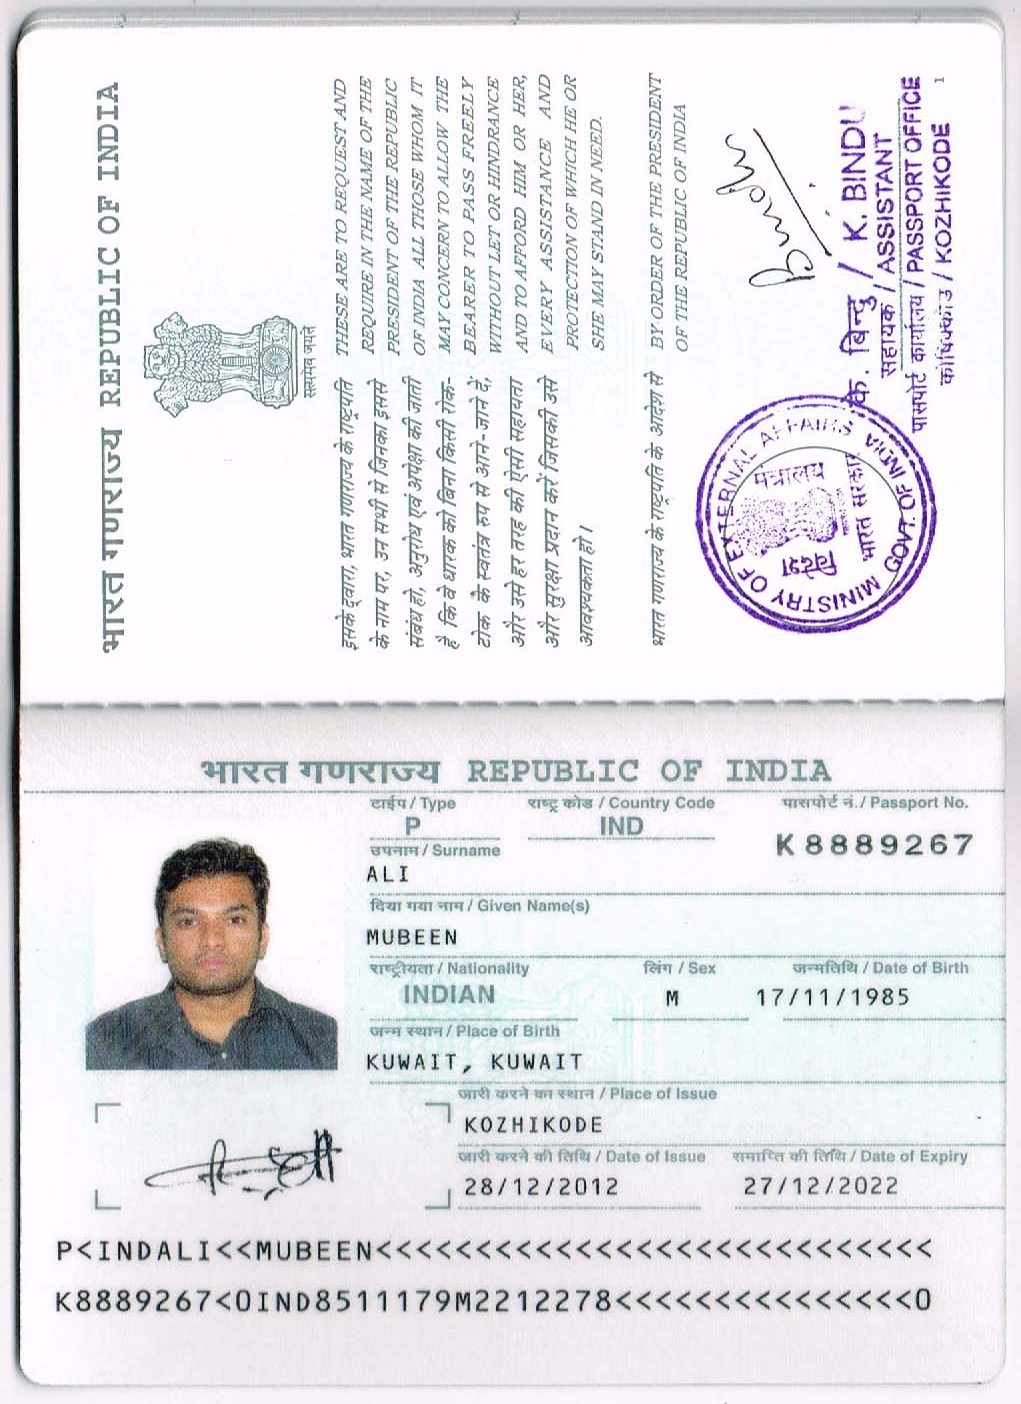 भारत गणराज्य REPUBLIC OF INDIA
सत्यमेव जयते
इसके द्वारा, भारत गणराज्य के राष्ट्रपति
के नाम पर, उन सभी से जिनका इससे
संबंध हो, अनुरोध एवं अपेक्षा की जाती
है कि वे धारक को बिना किसी रोक-
टोक के स्वतंत्र रुप से आने-जाने दें,
और उसे हर तरह की ऐसी सहायता
और सुरक्षा प्रदान करें जिसकी उसे
आवश्यकता हो।
THESE ARE TO REQUEST AND
REQUIRE IN THE NAME OF THE
PRESIDENT OF THE REPUBLIC
OF INDIA ALL THOSE WHOM IT
MAY CONCERN TO ALLOW THE
BEARER TO PASS FREELY
WITHOUT LET OR HINDRANCE
AND TO AFFORD HIM OR HER,
EVERY ASSISTANCE AND
PROTECTION OF WHICH HE OR
SHE MAY STAND IN NEED.
भारत गणराज्य के राष्ट्रपति के आदेश से
BY ORDER OF THE PRESIDENT
OF THE REPUBLIC OF INDIA
MINISTRY OF EXTERNAL AFFAIRS
GOVT. OF INDIA
विदेश मंत्रालय
भारत सरकार
Bindu
के. बिन्दु / K. BINDU
सहायक / ASSISTANT
पासपोर्ट कार्यालय / PASSPORT OFFICE
कोषिक्कोड / KOZHIKODE
1
भारत गणराज्य REPUBLIC OF INDIA
टाईप / Type राष्ट्र कोड / Country Code पासपोर्ट नं. / Passport No.
P IND K8889267
उपनाम / Surname
ALI
दिया गया नाम / Given Name(s)
MUBEEN
राष्ट्रीयता / Nationality लिंग / Sex जन्मतिथि / Date of Birth
INDIAN M 17/11/1985
जन्म स्थान / Place of Birth
KUWAIT, KUWAIT
जारी करने का स्थान / Place of Issue
KOZHIKODE
जारी करने की तिथि / Date of Issue समाप्ति की तिथि / Date of Expiry
28/12/2012 27/12/2022
P<INDALI<<MUBEEN<<<<<<<<<<<<<<<<<<<<<<<<<<<<
K8889267<0IND8511179M2212278<<<<<<<<<<<<<<<0